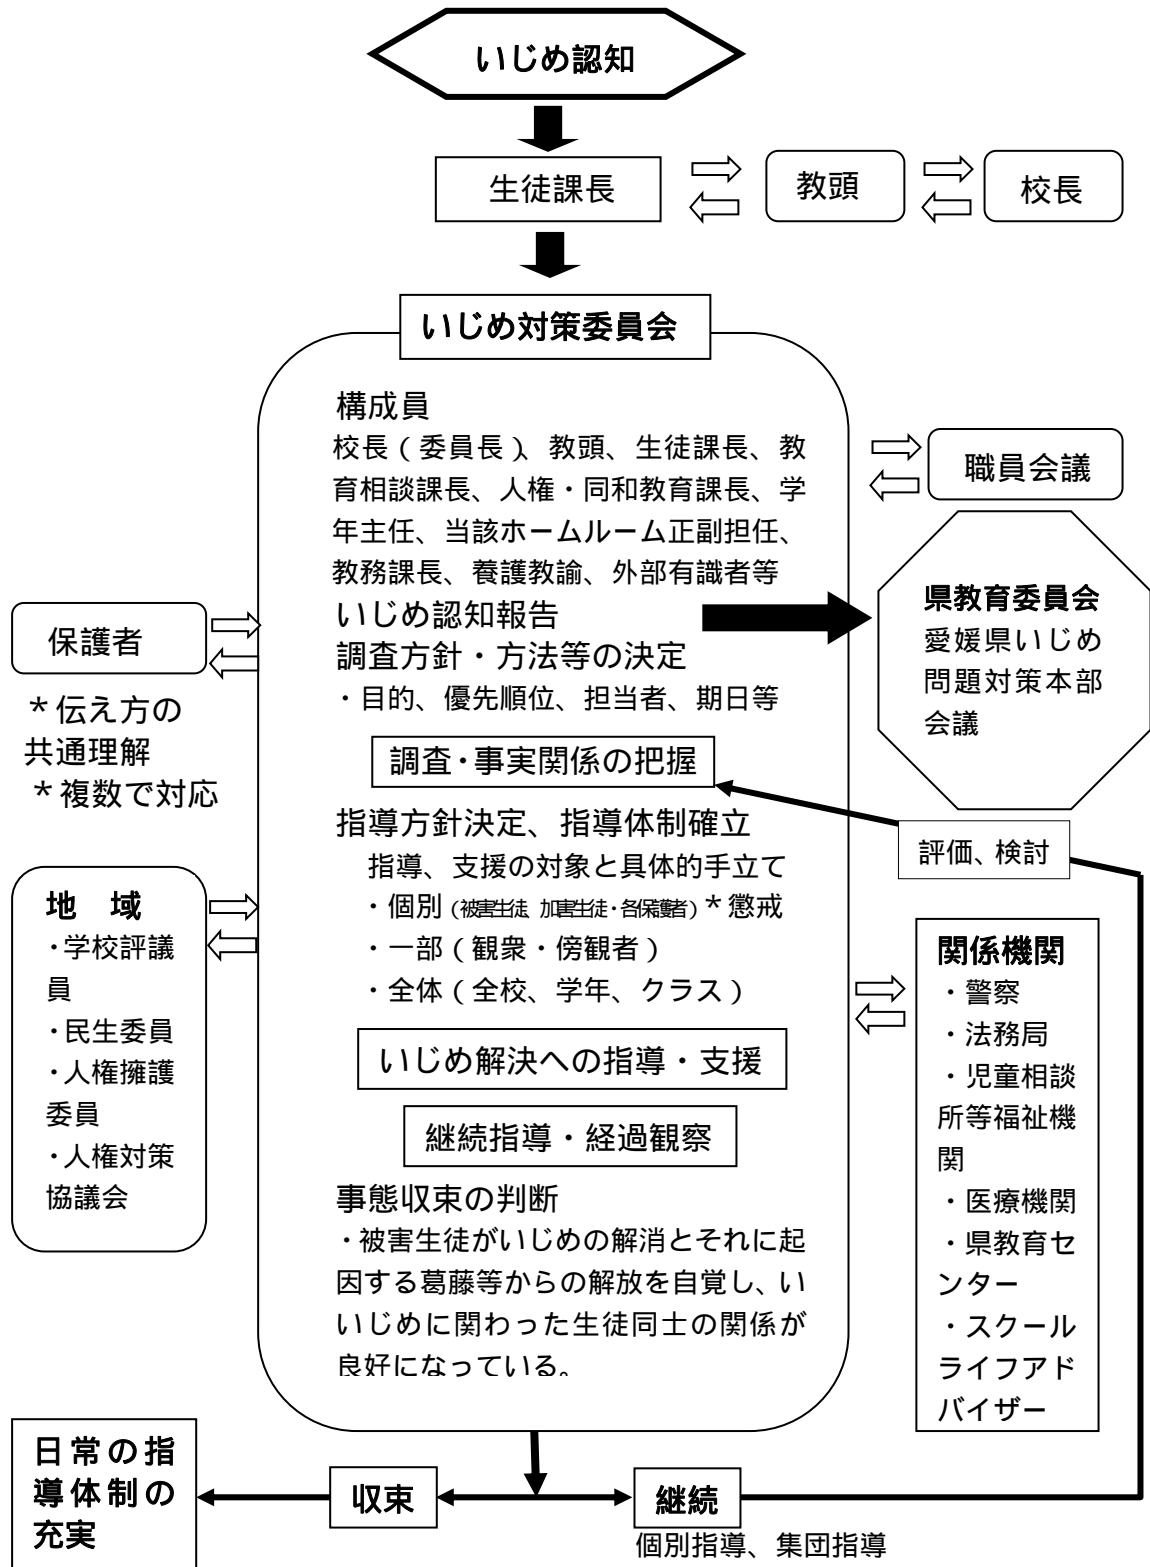 いじめ認知
生徒課長
教頭
校長
いじめ対策委員会
構成員
校長(委員長)、教頭、生徒課長、教
育相談課長、人権・同和教育課長、学
年主任、当該ホームルーム正副担任、
教務課長、養護教諭、外部有識者等
いじめ認知報告
調査方針・方法等の決定
・目的、優先順位、担当者、期日等
調査・事実関係の把握
指導方針決定、指導体制確立
指導、支援の対象と具体的手立て
・個別(被害生徒、加害生徒・各保護者)*懲戒
・一部(観衆・傍観者)
・全体(全校、学年、クラス)
いじめ解決への指導・支援
継続指導・経過観察
事態収束の判断
・被害生徒がいじめの解消とそれに起
因する葛藤等からの解放を自覚し、い
いじめに関わった生徒同士の関係が
良好になっている。
職員会議
県教育委員会
愛媛県いじめ
問題対策本部
会議
保護者
*伝え方の
共通理解
*複数で対応
評価、検討
地 域
・学校評議
員
・民生委員
・人権擁護
委員
・人権対策
協議会
関係機関
・警察
・法務局
・児童相談
所等福祉機
関
・医療機関
・県教育セ
ンター
・スクール
ライフアド
バイザー
日常の指
導体制の
充実
収束
継続
個別指導、集団指導